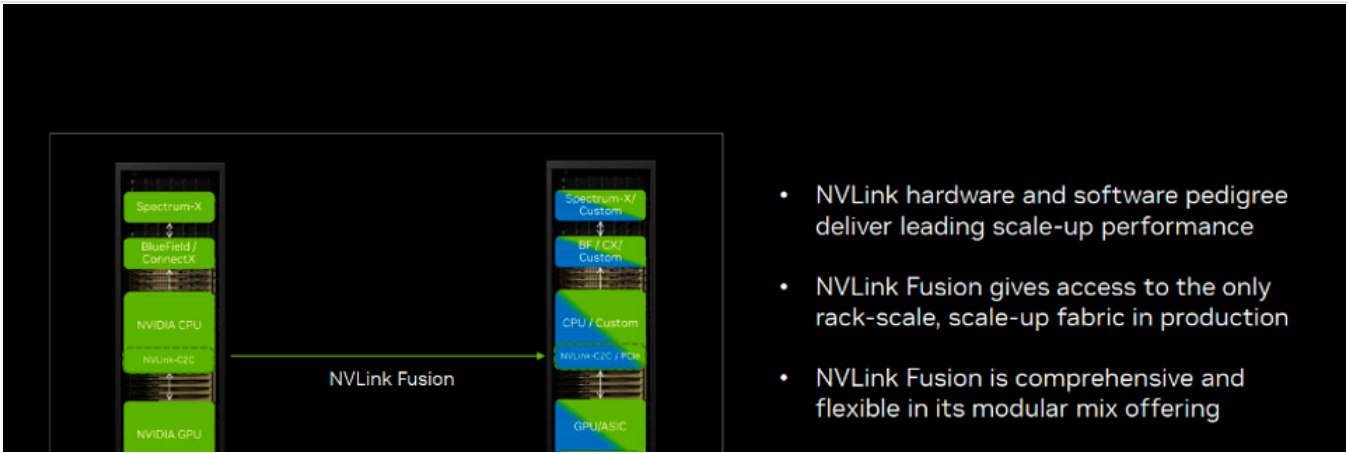 Spectrum-X
BlueField /
ConnectX
NVIDIA CPU
NVLink-C2C
NVIDIA GPU
NVLink Fusion
Spectrum-X/
Custom
BF / CX/
Custom
CPU / Custom
NVLink-C2C / PCIe
GPU/ASIC
• NVLink hardware and software pedigree
deliver leading scale-up performance
• NVLink Fusion gives access to the only
rack-scale, scale-up fabric in production
• NVLink Fusion is comprehensive and
flexible in its modular mix offering